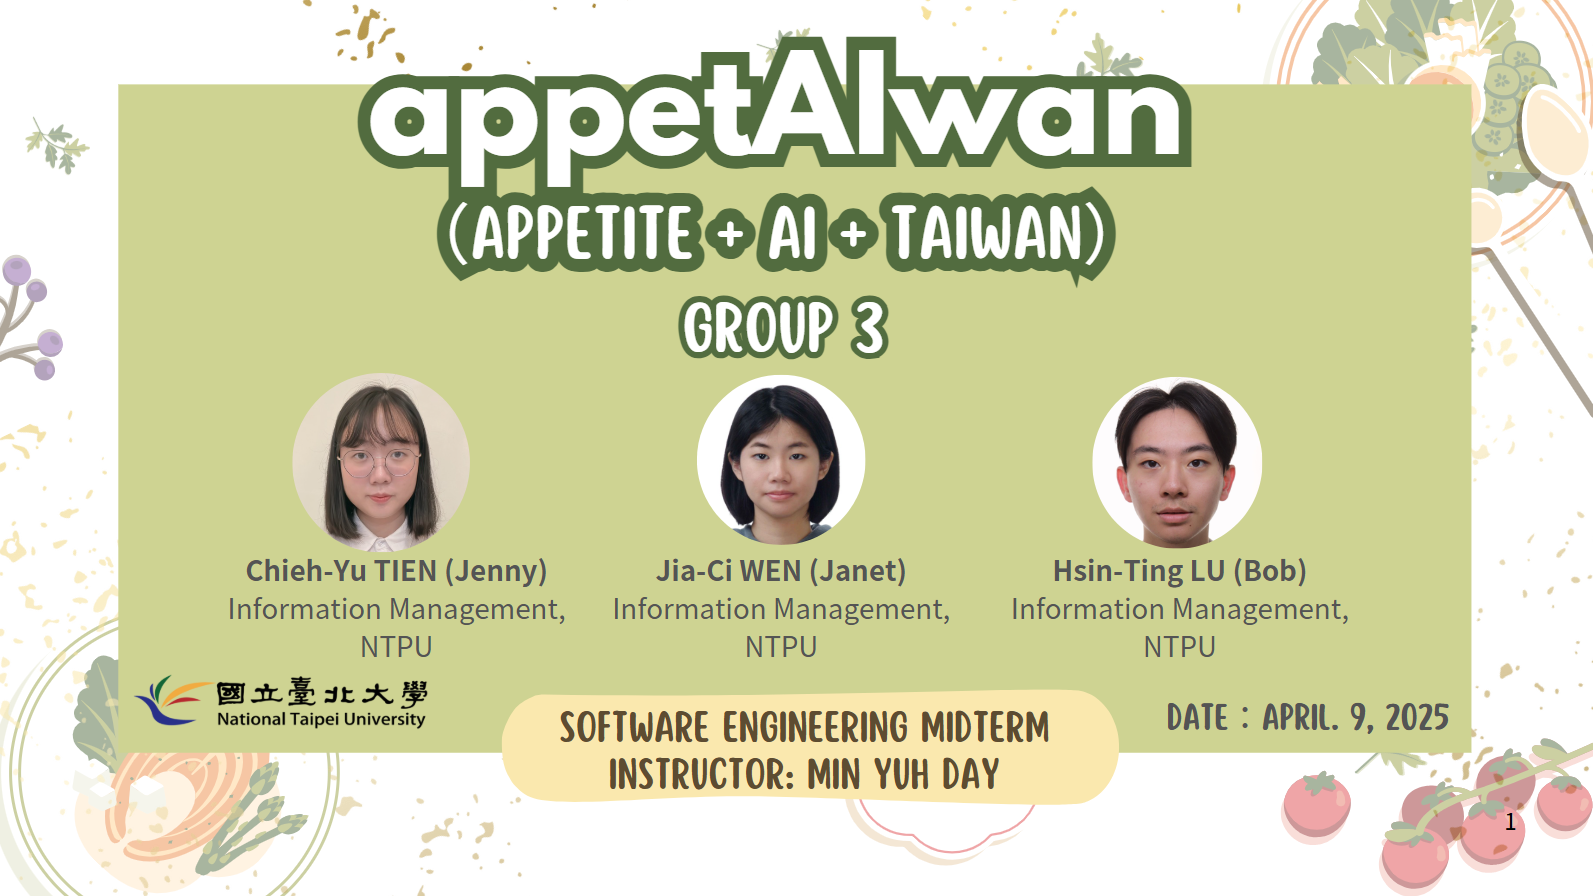 appetAIwan
(APPETITE + AI + TAIWAN)
GROUP 3
Chieh-Yu TIEN (Jenny)
Information Management,
NTPU
Jia-Ci WEN (Janet)
Information Management,
NTPU
Hsin-Ting LU (Bob)
Information Management,
NTPU
國立臺北大學
National Taipei University
SOFTWARE ENGINEERING MIDTERM
INSTRUCTOR: MIN YUH DAY
DATE：APRIL. 9, 2025
1